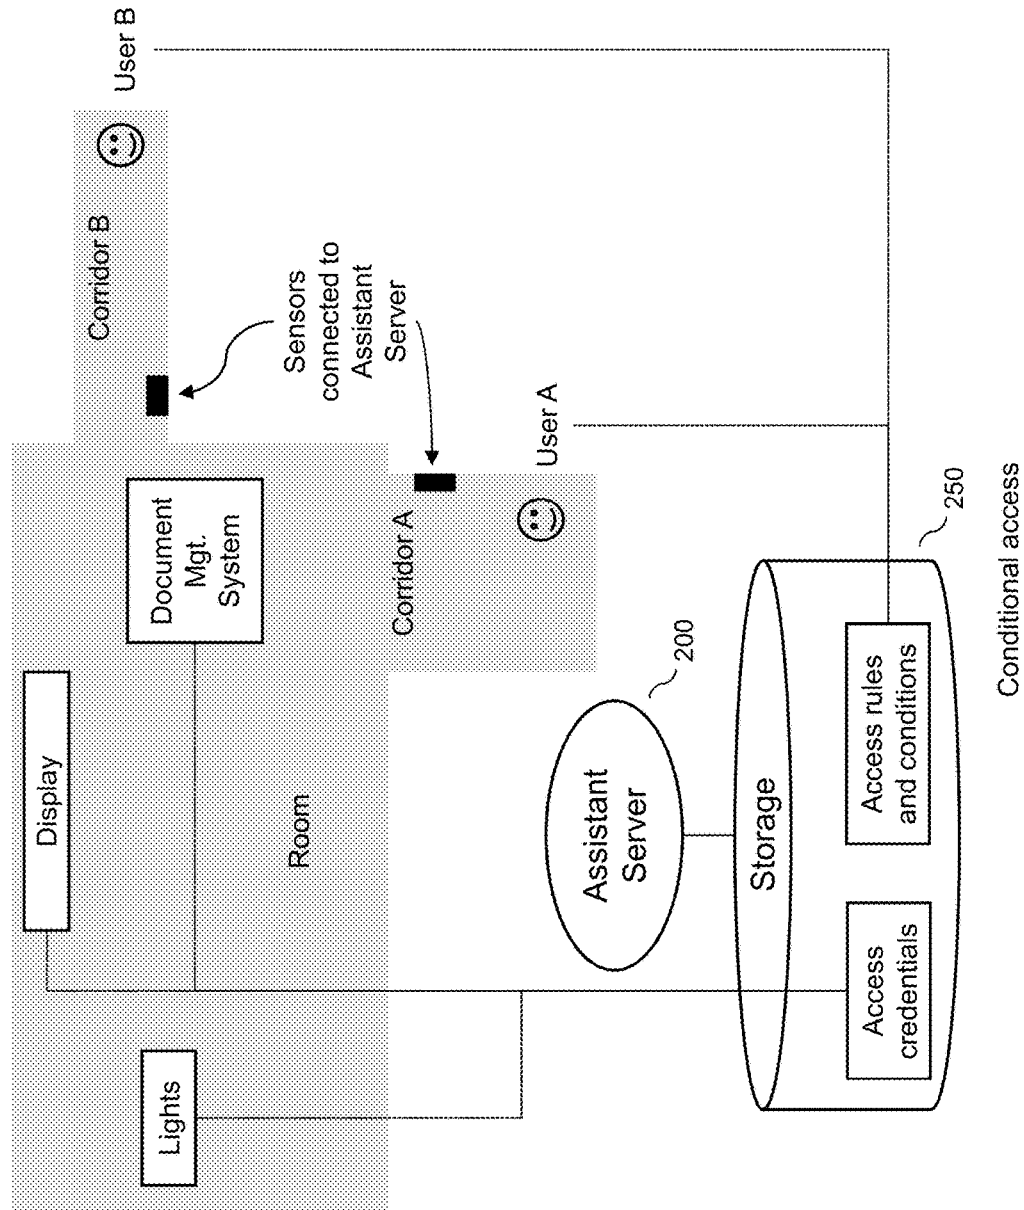 Lights
Display
Document
Mgt.
System
Corridor B
User B
Room
Sensors
connected to
Assistant
Server
Corridor A
User A
Assistant
Server
200
Storage
250
Access
credentials
Access rules
and conditions
Conditional access